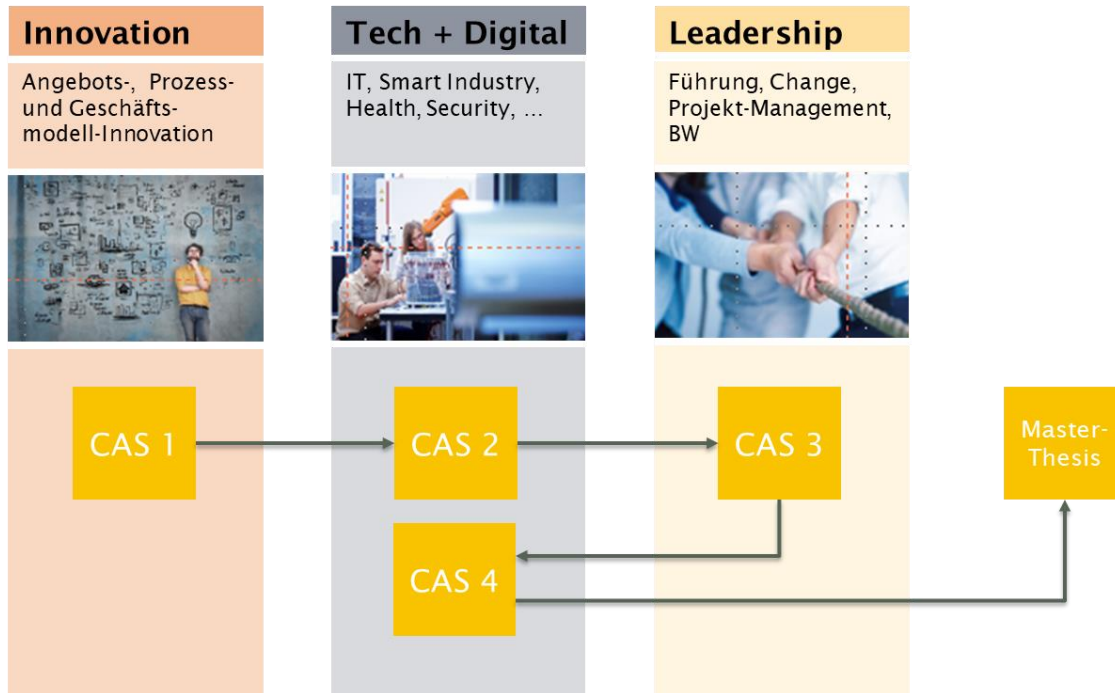 Innovation
Angebots-, Prozess-
und Geschäfts-
modell-Innovation
Tech + Digital
IT, Smart Industry,
Health, Security, ...
Leadership
Führung, Change,
Projekt-Management,
BW
CAS 1
CAS 2
CAS 3
Master-
Thesis
CAS 4